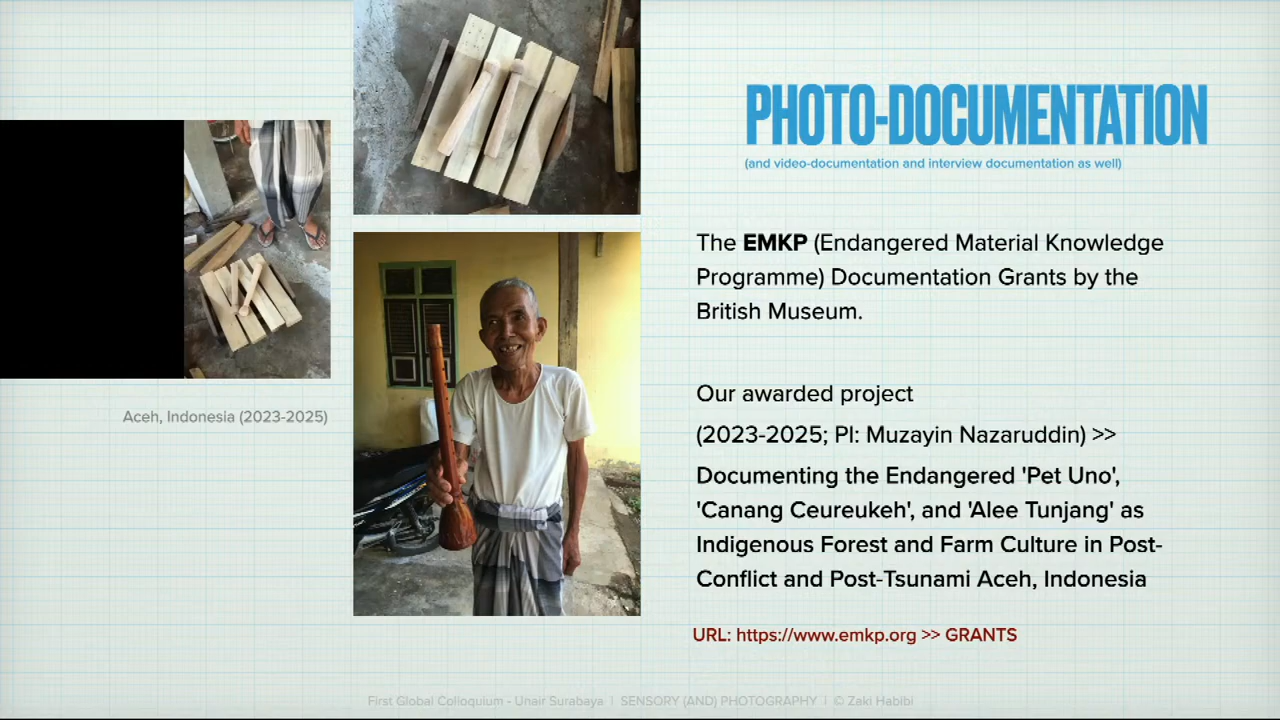 PHOTO-DOCUMENTATION
(and video-documentation and interview documentation as well)
The EMKP (Endangered Material Knowledge
Programme) Documentation Grants by the
British Museum.
Our awarded project
(2023-2025; PI: Muzayin Nazaruddin) >>
Documenting the Endangered 'Pet Uno',
'Canang Ceureukeh', and 'Alee Tunjang' as
Indigenous Forest and Farm Culture in Post-
Conflict and Post-Tsunami Aceh, Indonesia
URL: https://www.emkp.org >> GRANTS
Aceh, Indonesia (2023-2025)
First Global Colloquium - Unair Surabaya | SENSORY (AND) PHOTOGRAPHY | © Zaki Habibi